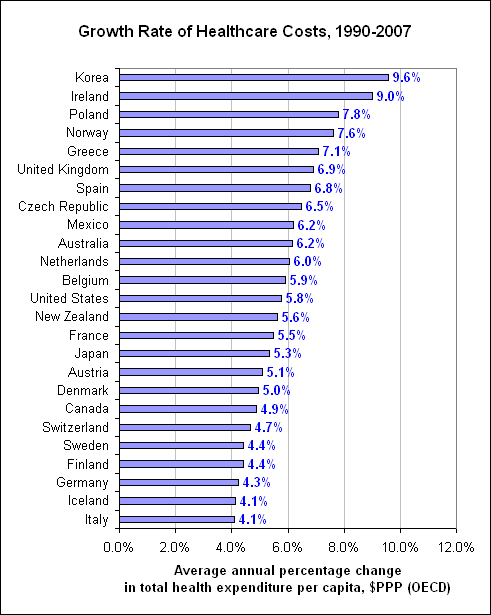 Growth Rate of Healthcare Costs, 1990-2007
Korea 9.6%
Ireland 9.0%
Poland 7.8%
Norway 7.6%
Greece 7.1%
United Kingdom 6.9%
Spain 6.8%
Czech Republic 6.5%
Mexico 6.2%
Australia 6.2%
Netherlands 6.0%
Belgium 5.9%
United States 5.8%
New Zealand 5.6%
France 5.5%
Japan 5.3%
Austria 5.1%
Denmark 5.0%
Canada 4.9%
Switzerland 4.7%
Sweden 4.4%
Finland 4.4%
Germany 4.3%
Iceland 4.1%
Italy 4.1%
0.0% 2.0% 4.0% 6.0% 8.0% 10.0% 12.0%
Average annual percentage change
in total health expenditure per capita, $PPP (OECD)